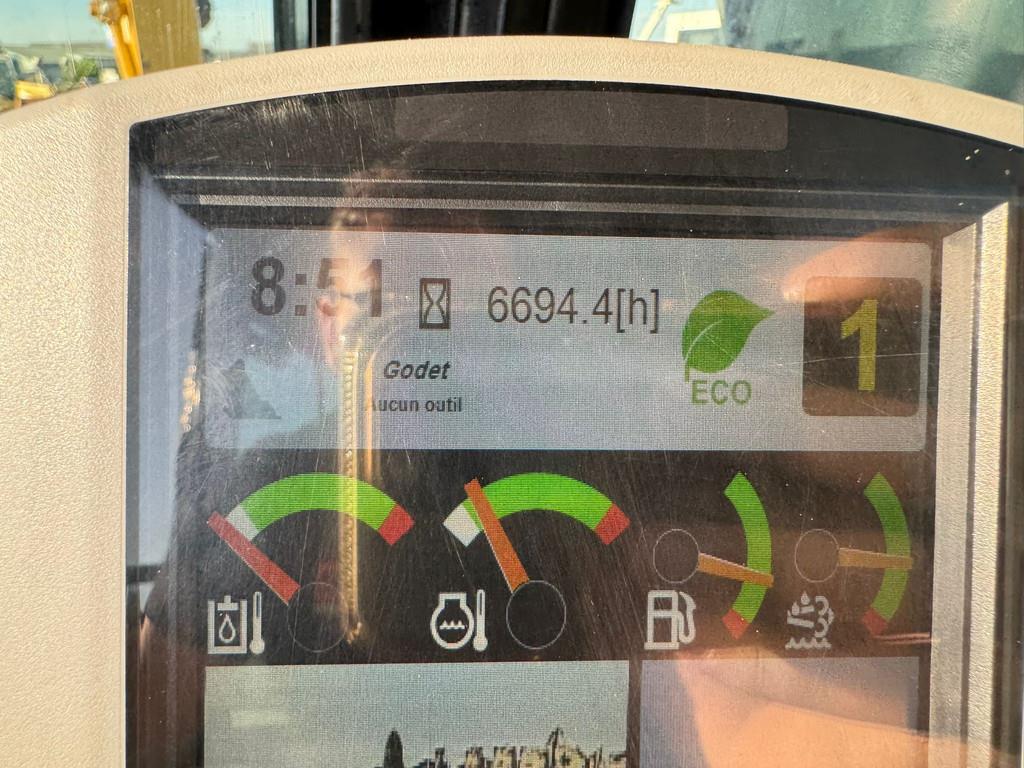 8:51
6694.4[h]
ECO
1
Godet
Aucun outil